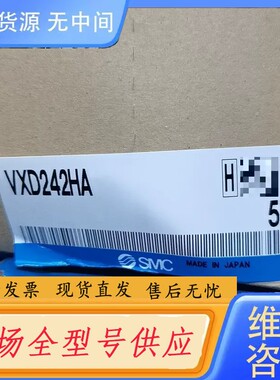 货源 无中间
VXD242HA
H
5
SMC
MADE IN JAPAN
发票 现货直发 售后无忧
场全型号供应
维
咨